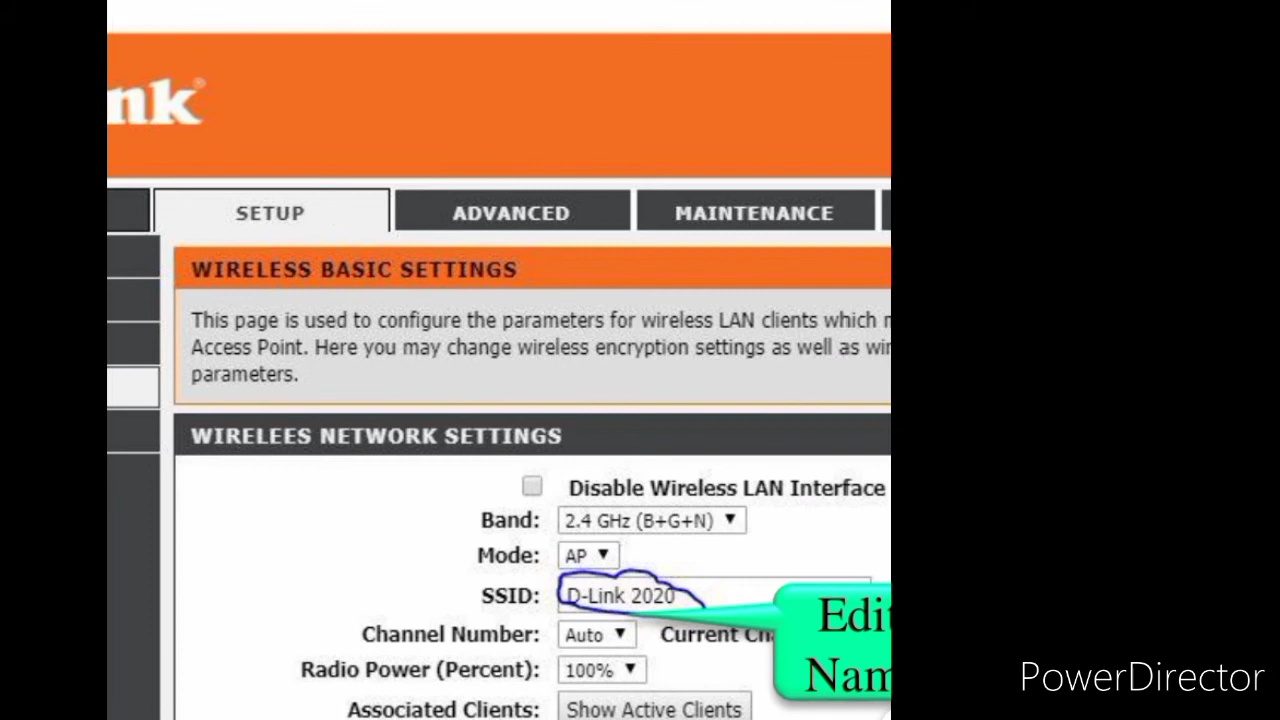 nk
SETUP ADVANCED MAINTENANCE
WIRELESS BASIC SETTINGS
This page is used to configure the parameters for wireless LAN clients which
Access Point. Here you may change wireless encryption settings as well as
parameters.
WIRELEES NETWORK SETTINGS
Disable Wireless LAN Interface
Band: 2.4 GHz (B+G+N)
Mode: AP
SSID: D-Link 2020
Channel Number: Auto Current
Radio Power (Percent): 100%
Associated Clients: Show Active Clients
Edit
Nam
PowerDirector